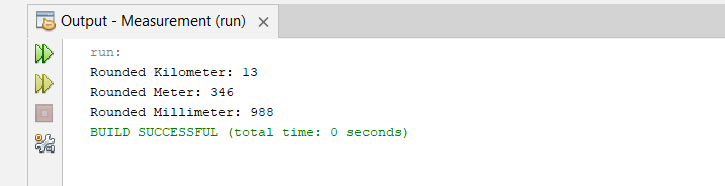 Output - Measurement (run)
run:
Rounded Kilometer: 13
Rounded Meter: 346
Rounded Millimeter: 988
BUILD SUCCESSFUL (total time: 0 seconds)